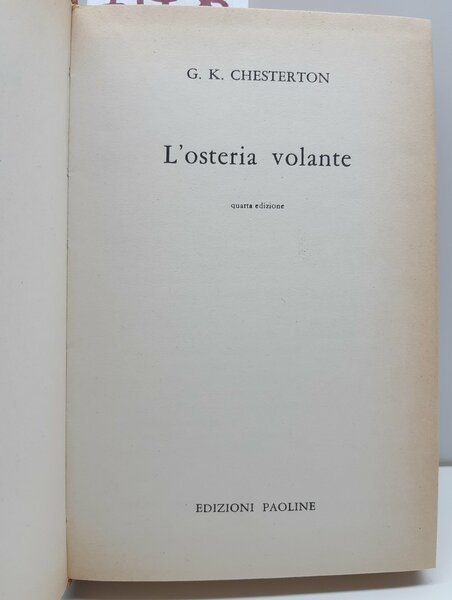 G. K. CHESTERTON
L'osteria volante
quarta edizione
EDIZIONI PAOLINE